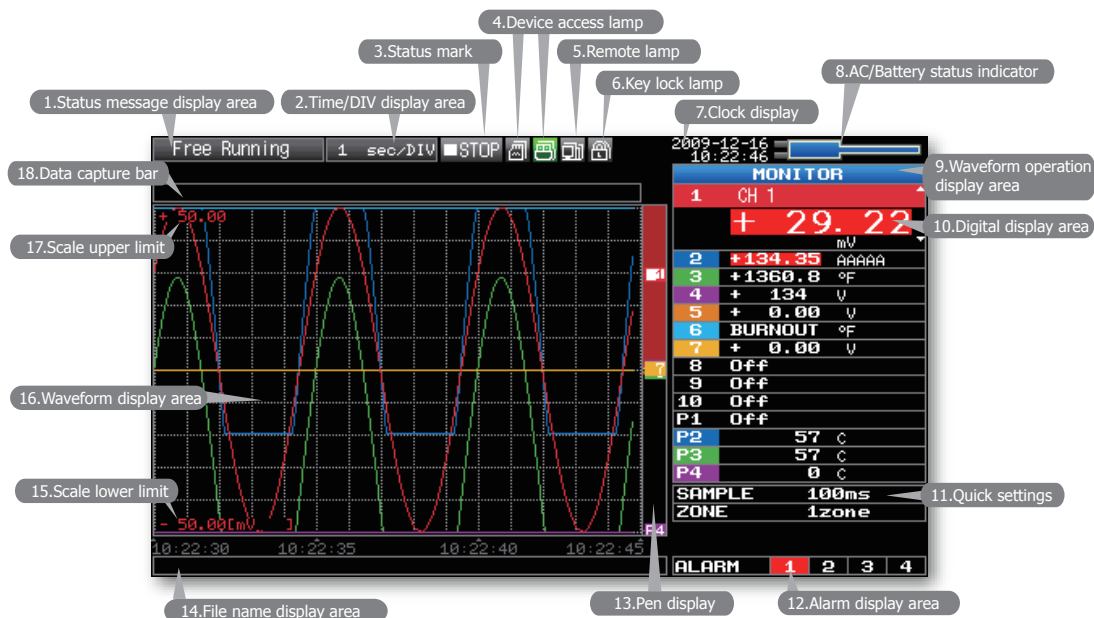 4.Device access lamp
3.Status mark
5.Remote lamp
6.Key lock lamp
8.AC/Battery status indicator
1.Status message display area
2.Time/DIV display area
7.Clock display
Free Running
1 sec/DIV
STOP
2009-12-16
10:22:46
18.Data capture bar
MONITOR
9.Waveform operation
display area
1 CH 1
+ 50.00
+ 29.22
10.Digital display area
mV
17.Scale upper limit
2 +134.35 AAAAA
3 +1360.8 °F
1
4 + 134 V
5 + 0.00 V
6 BURNOUT °F
7 + 0.00 V
7
8 Off
9 Off
16.Waveform display area
10 Off
P1 Off
P2 57 C
P3 57 C
P4 0 C
15.Scale lower limit
SAMPLE 100ms
11.Quick settings
ZONE 1zone
- 50.00[mV ]
P4
10:22:30 10:22:35 10:22:40 10:22:45
ALARM 1 2 3 4
14.File name display area
13.Pen display
12.Alarm display area